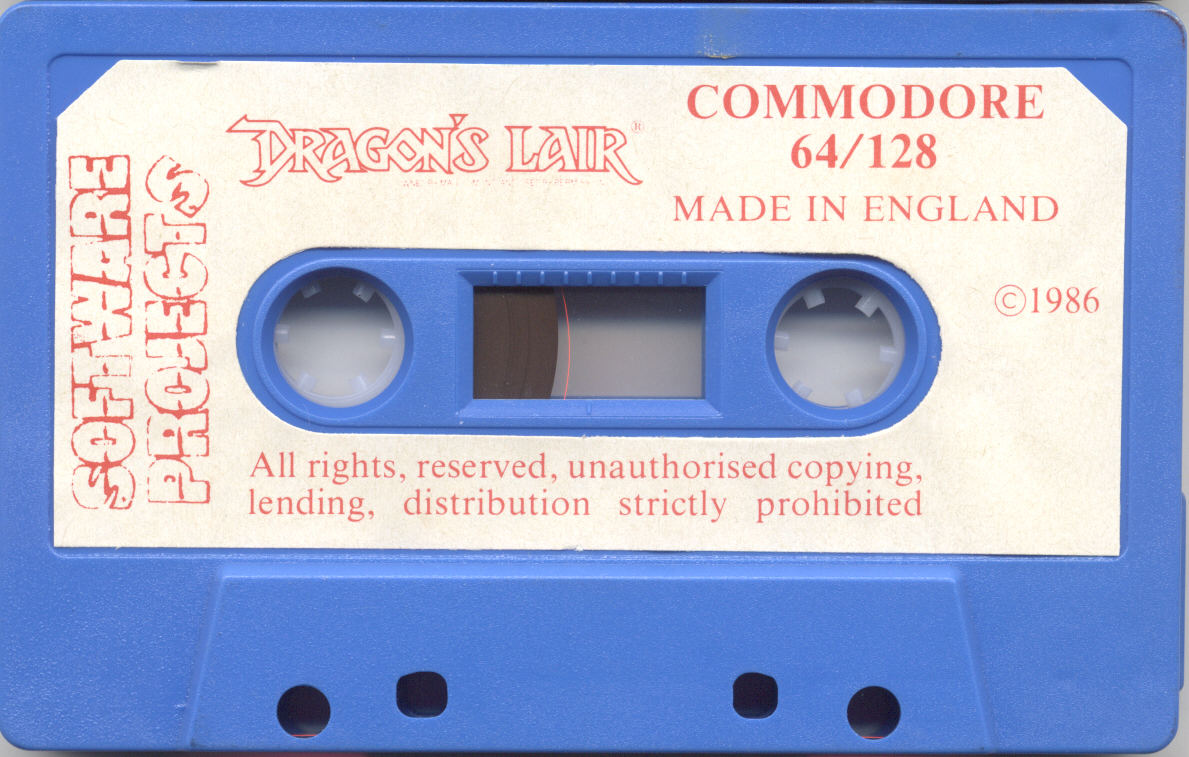 SOFTWARE
PROJECTS
DRAGON'S LAIR®
COMMODORE
64/128
MADE IN ENGLAND
©1986
All rights, reserved, unauthorised copying,
lending, distribution strictly prohibited